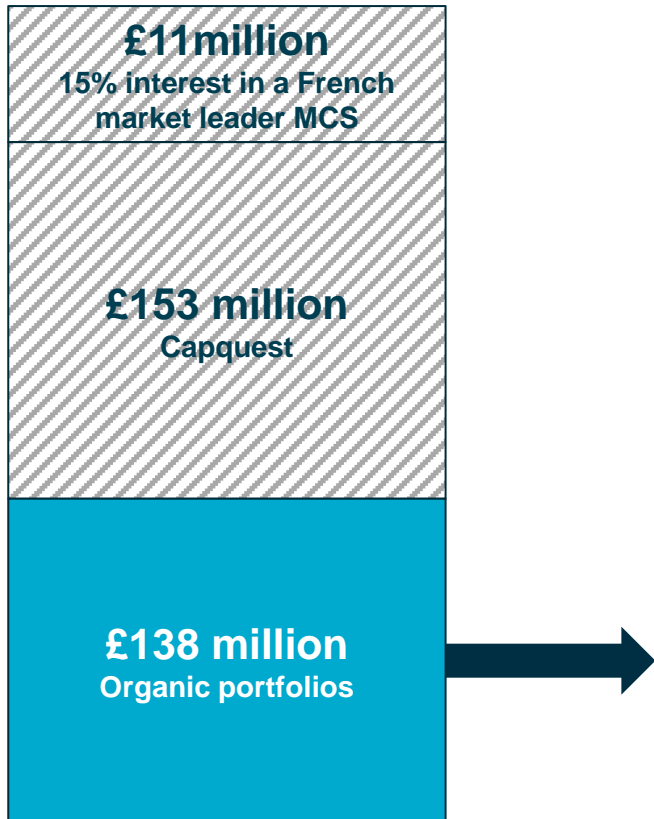 £11million
15% interest in a French
market leader MCS
£153 million
Capquest
£138 million
Organic portfolios